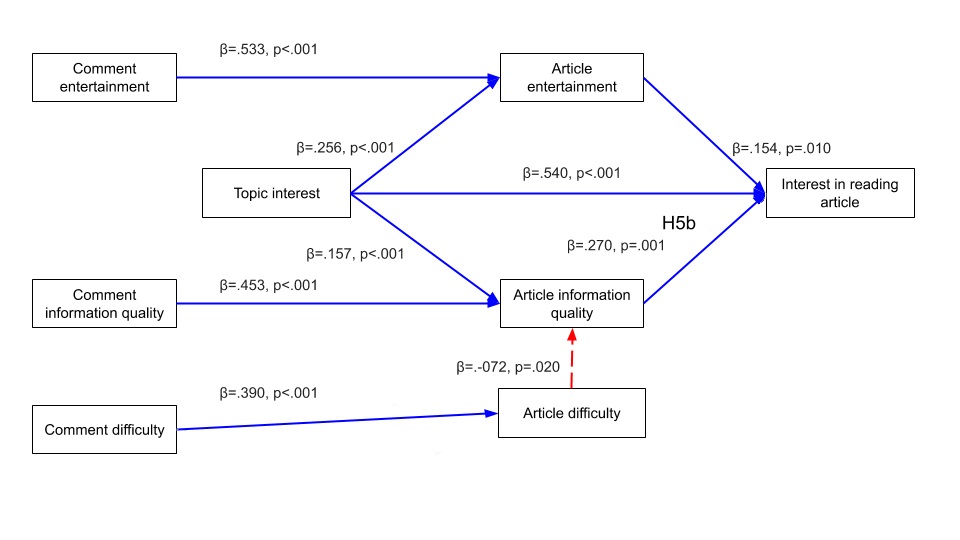 β=.533, p<.001
Comment
entertainment
Article
entertainment
β=.256, p<.001
β=.154, p=.010
β=.540, p<.001
Topic interest
Interest in reading
article
H5b
β=.270, p=.001
β=.157, p<.001
β=.453, p<.001
Comment
information quality
Article information
quality
β=.-072, p=.020
β=.390, p<.001
Article difficulty
Comment difficulty